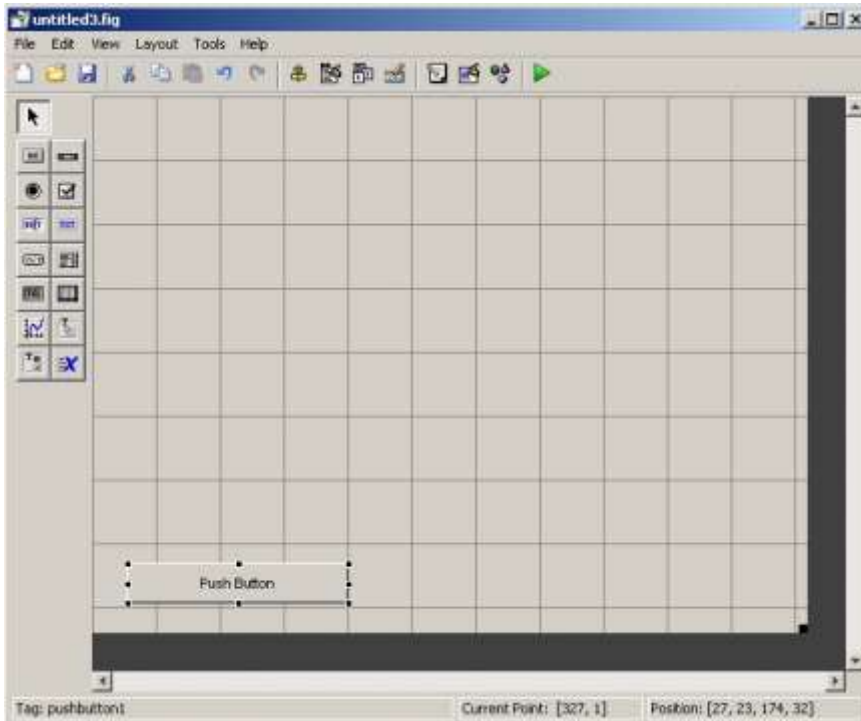 untitled3.fig
File Edit View Layout Tools Help
Push Button
Tag: pushbutton1 Current Point: [327, 1] Position: [27, 23, 174, 32]